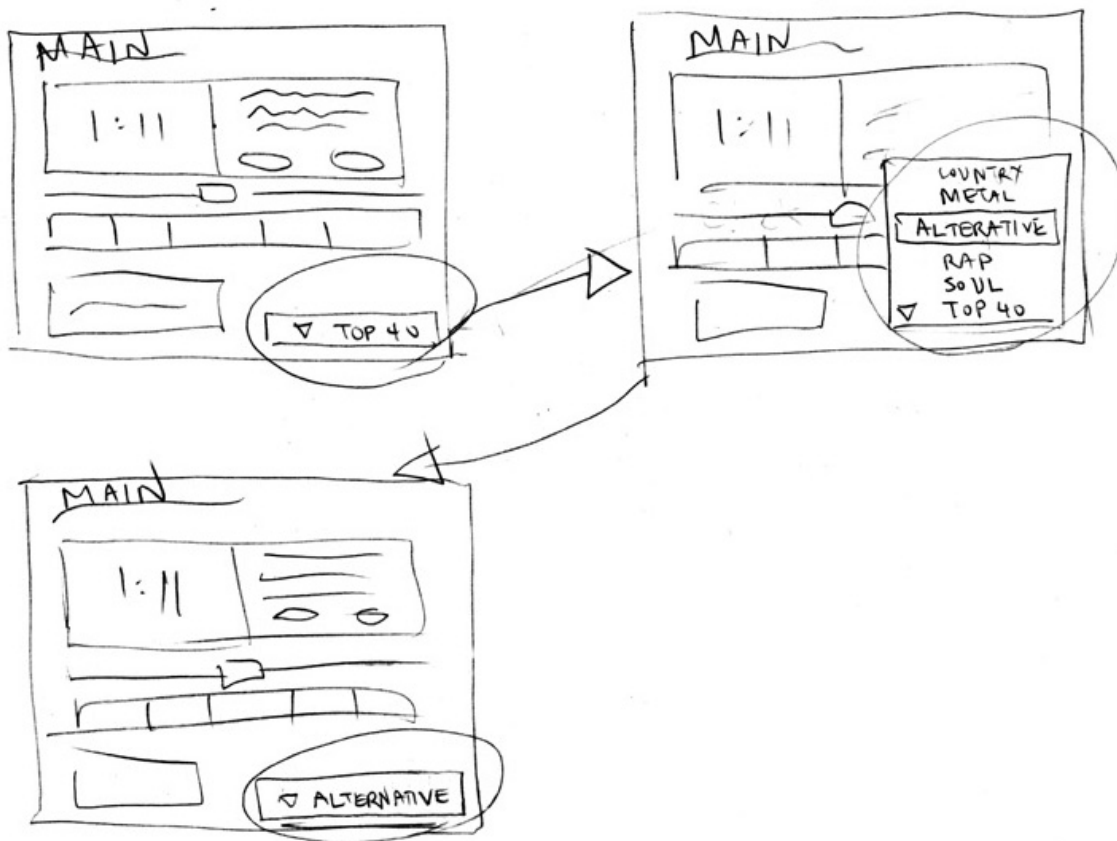 MAIN
1:11
▽ TOP 40
MAIN
1:11
COUNTRY
METAL
ALTERATIVE
RAP
SOUL
▽ TOP 40
MAIN
1:11
▽ ALTERNATIVE